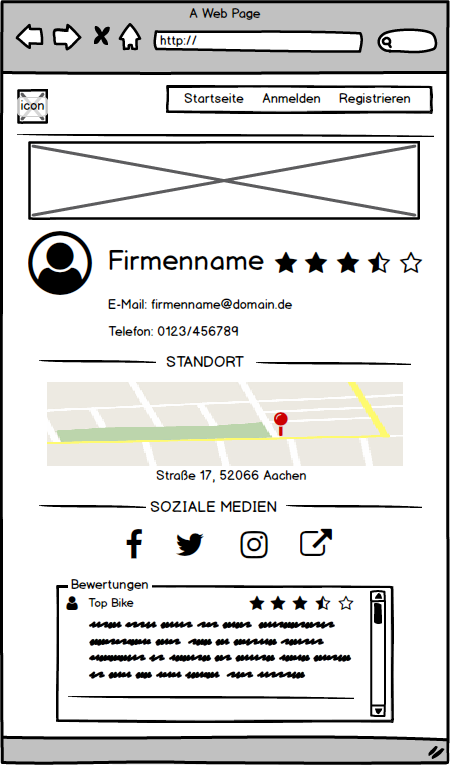 A Web Page
http://
icon
Startseite Anmelden Registrieren
Firmenname
E-Mail: firmenname@domain.de
Telefon: 0123/456789
STANDORT
Straße 17, 52066 Aachen
SOZIALE MEDIEN
Bewertungen
Top Bike